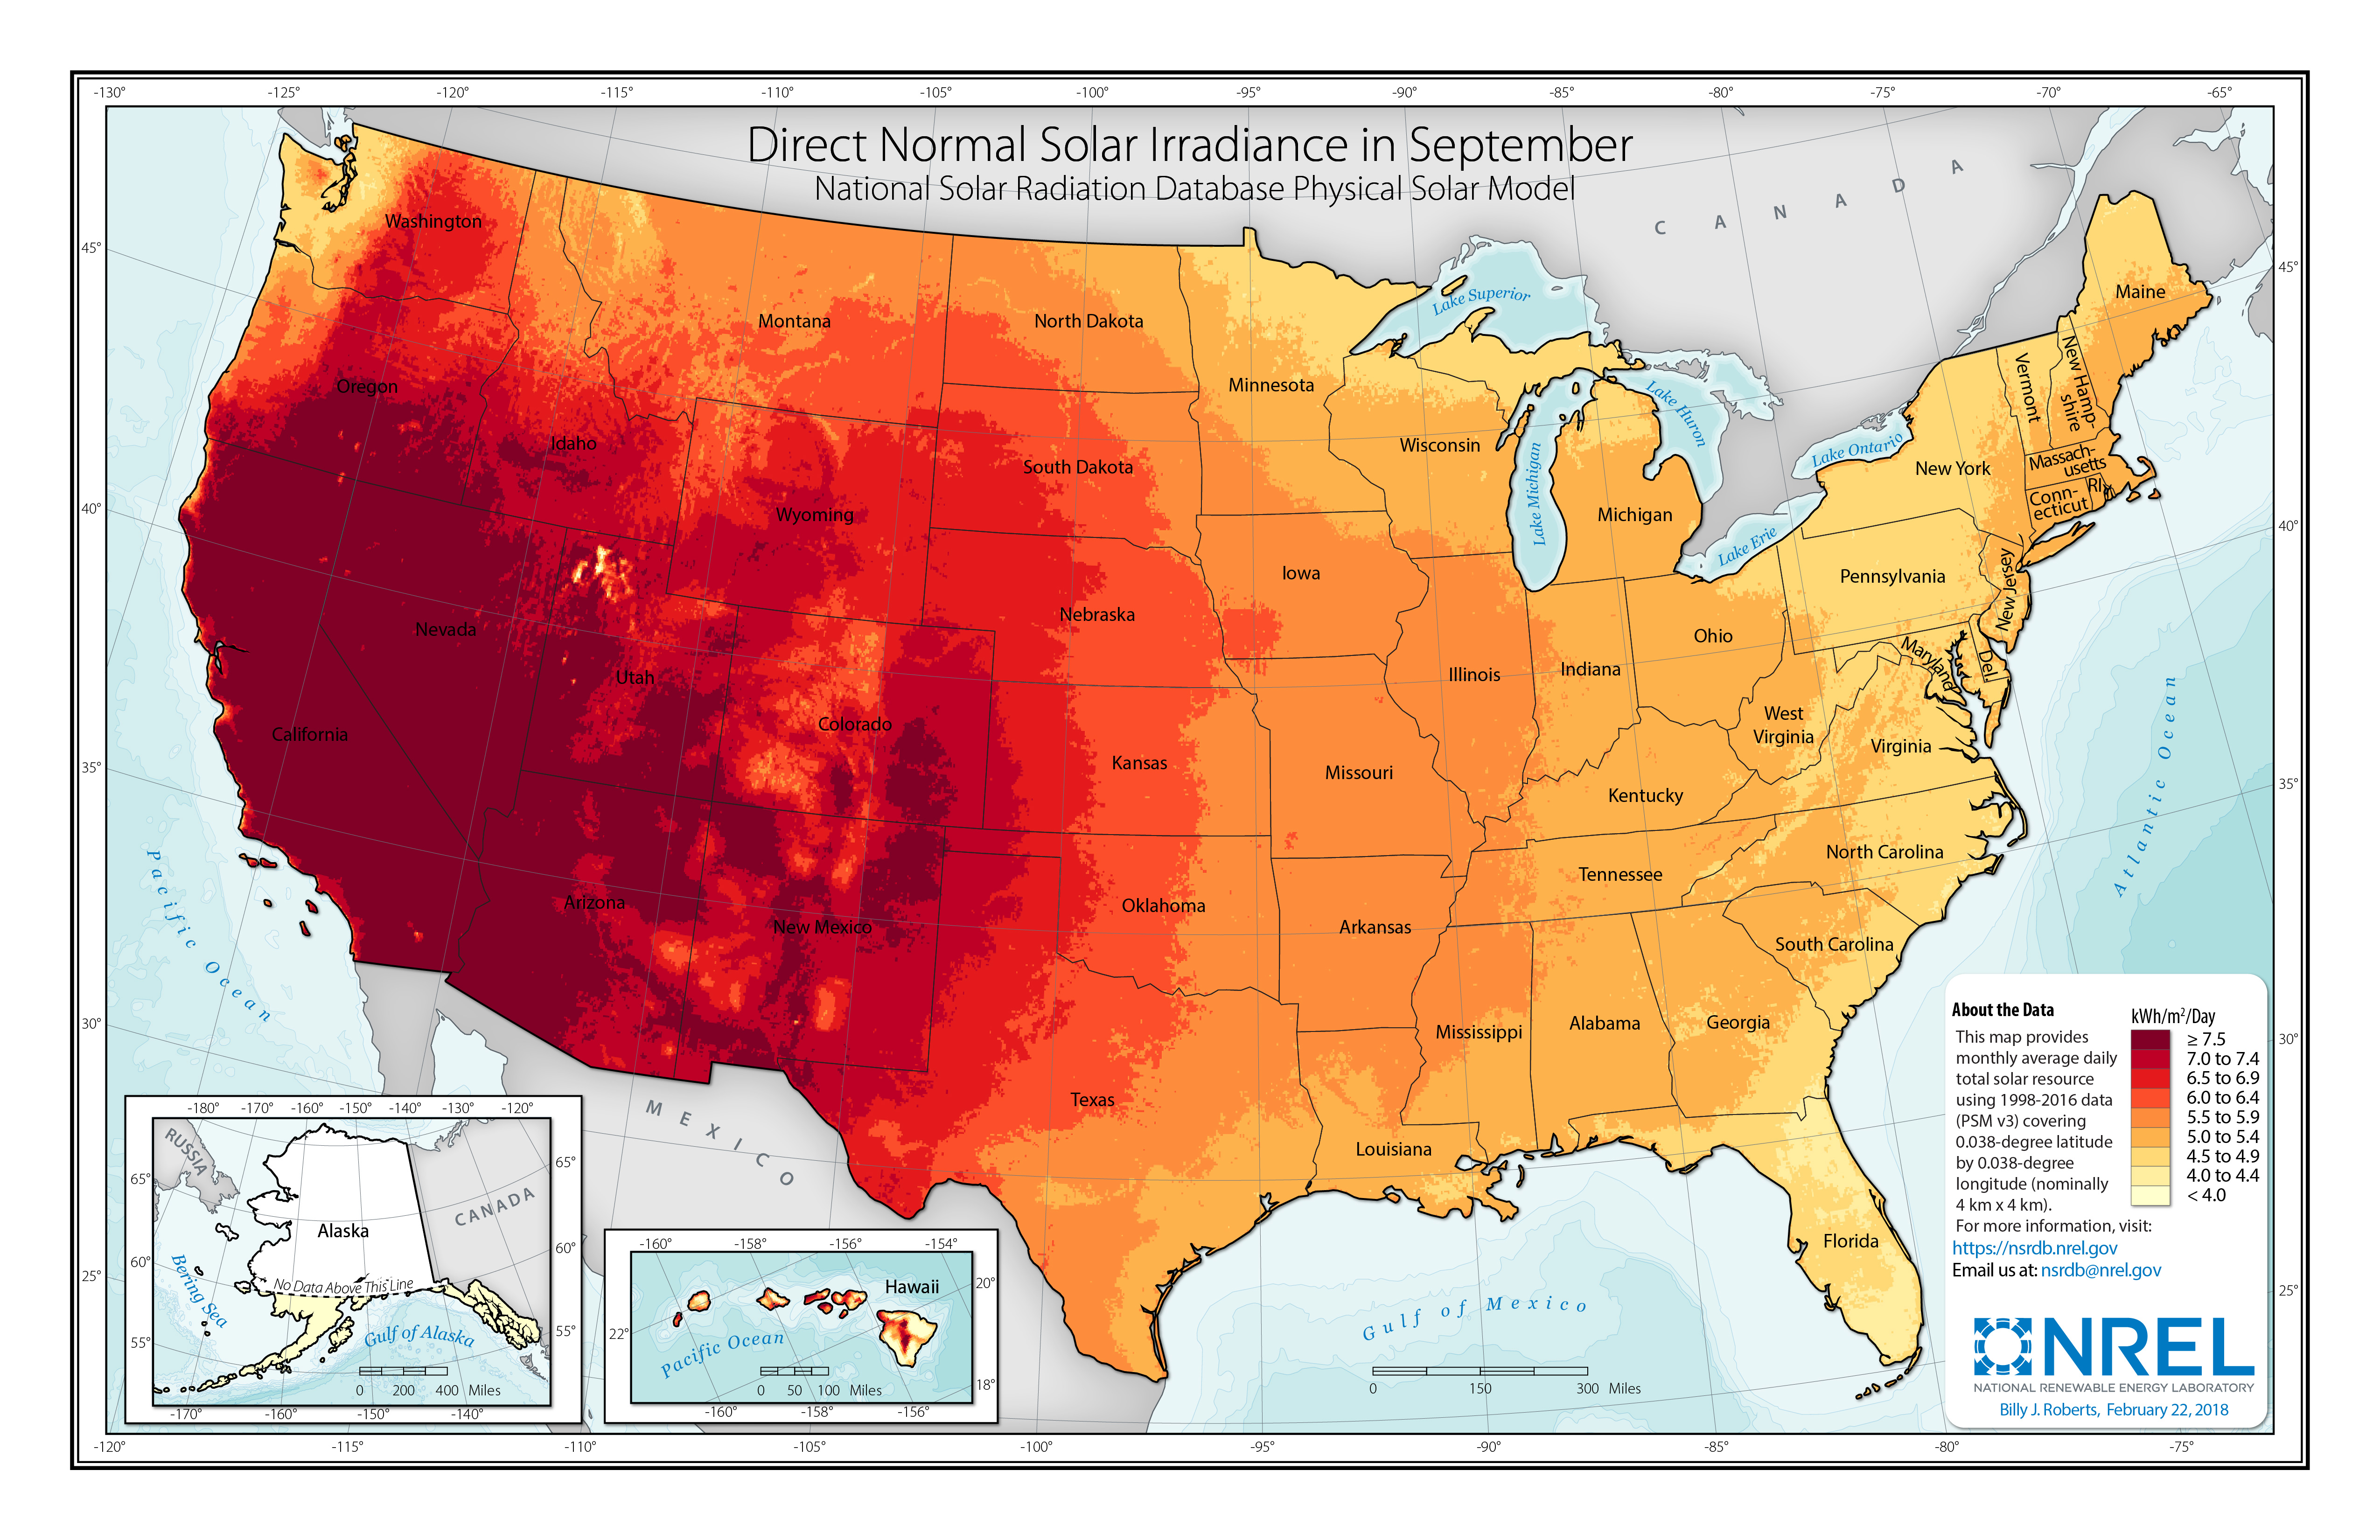 -130°
-125°
-120°
-115°
-110°
-105°
-100°
-95°
-90°
-85°
-80°
-75°
-70°
-65°
Direct Normal Solar Irradiance in September
National Solar Radiation Database Physical Solar Model
CANADA
45°
40°
35°
30°
25°
45°
40°
35°
30°
25°
Washington
Oregon
California
Nevada
Idaho
Montana
Wyoming
Utah
Colorado
Arizona
New Mexico
North Dakota
South Dakota
Nebraska
Kansas
Oklahoma
Texas
Minnesota
Iowa
Missouri
Arkansas
Louisiana
Wisconsin
Illinois
Michigan
Indiana
Ohio
Kentucky
Tennessee
Mississippi
Alabama
Georgia
Florida
South Carolina
North Carolina
Virginia
West
Virginia
Maryland
Del.
Pennsylvania
New Jersey
New York
Conn-
ecticut
RI
Massach-
usetts
Vermont
New Hamp-
shire
Maine
Lake Superior
Lake Michigan
Lake Huron
Lake Erie
Lake Ontario
Pacific Ocean
Atlantic Ocean
Gulf of Mexico
MEXICO
0 150 300 Miles
-180° -170° -160° -150° -140° -130° -120°
RUSSIA
CANADA
65°
60°
55°
65°
60°
55°
Alaska
No Data Above This Line
Bering Sea
Gulf of Alaska
0 200 400 Miles
-170° -160° -150° -140°
-160° -158° -156° -154°
Hawaii
20°
22°
18°
Pacific Ocean
0 50 100 Miles
-160° -158° -156°
About the Data
This map provides
monthly average daily
total solar resource
using 1998-2016 data
(PSM v3) covering
0.038-degree latitude
by 0.038-degree
longitude (nominally
4 km x 4 km).
For more information, visit:
https://nsrdb.nrel.gov
Email us at: nsrdb@nrel.gov
kWh/m²/Day
≥ 7.5
7.0 to 7.4
6.5 to 6.9
6.0 to 6.4
5.5 to 5.9
5.0 to 5.4
4.5 to 4.9
4.0 to 4.4
< 4.0
NREL
NATIONAL RENEWABLE ENERGY LABORATORY
Billy J. Roberts, February 22, 2018
-120°
-115°
-110°
-105°
-100°
-95°
-90°
-85°
-80°
-75°